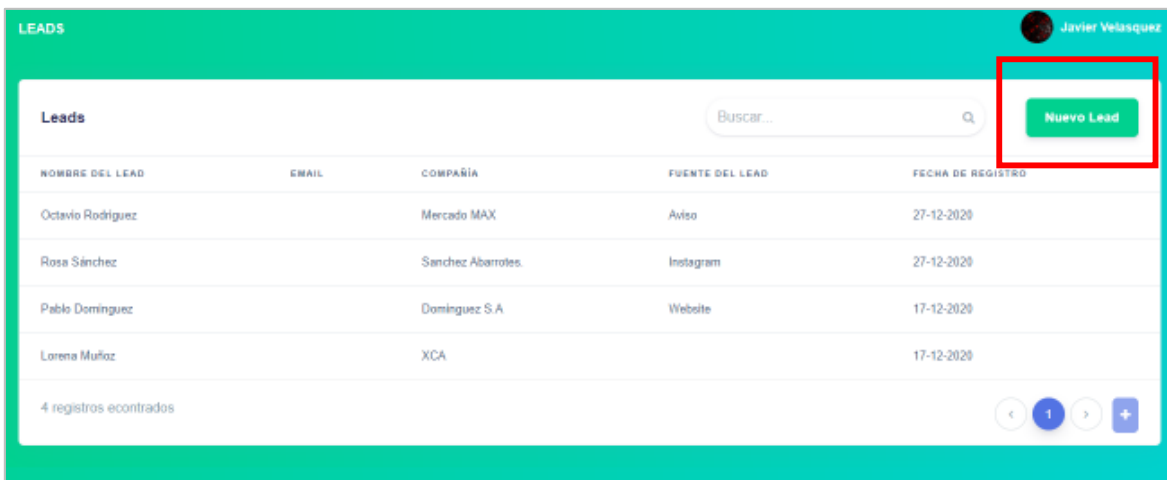 LEADS
Javier Velasquez
Leads
Buscar...
Nuevo Lead
NOMBRE DEL LEAD EMAIL COMPAÑÍA FUENTE DEL LEAD FECHA DE REGISTRO
Octavio Rodriguez Mercado MAX Aviso 27-12-2020
Rosa Sánchez Sanchez Abarrotes. Instagram 27-12-2020
Pablo Dominguez Dominguez S.A Website 17-12-2020
Lorena Muñoz XCA 17-12-2020
4 registros econtrados
‹ 1 › +